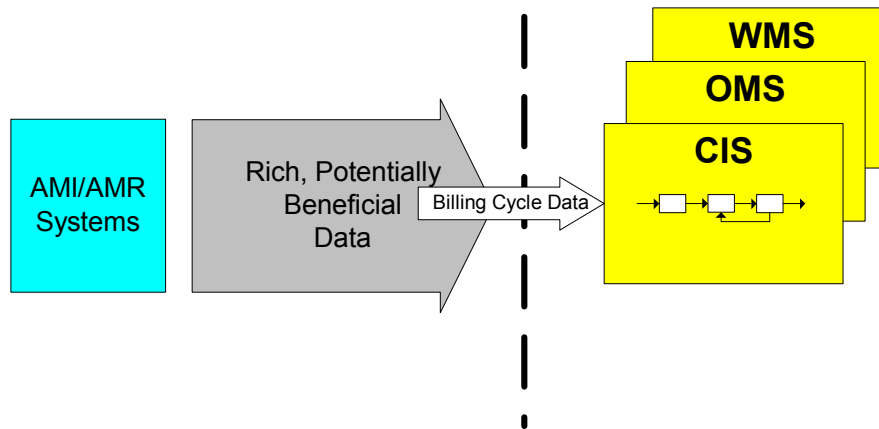 AMI/AMR
Systems
Rich, Potentially
Beneficial
Data
Billing Cycle Data
WMS
OMS
CIS